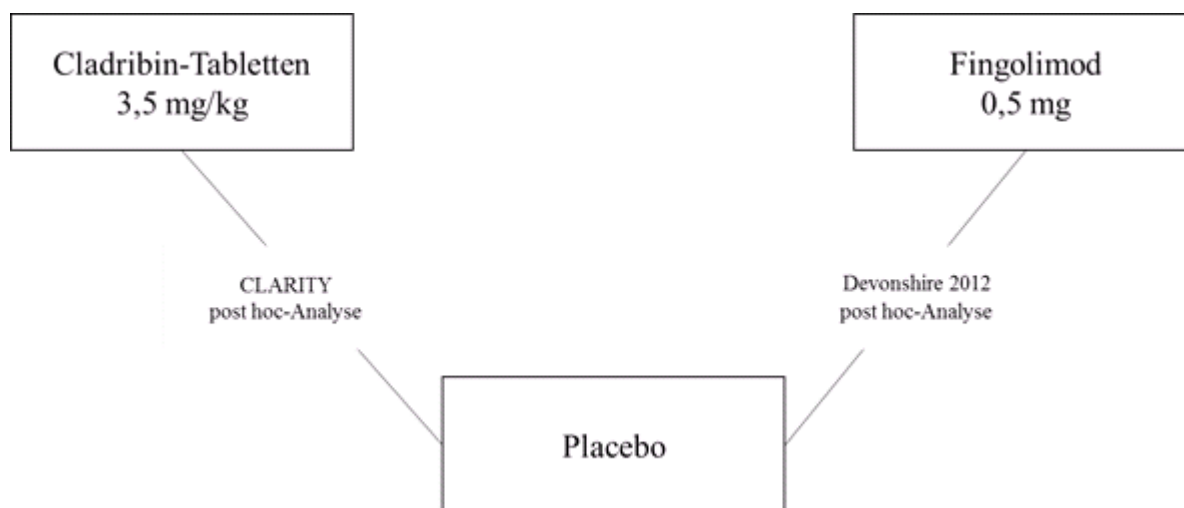 Cladribin-Tabletten
3,5 mg/kg
Fingolimod
0,5 mg
CLARITY
post hoc-Analyse
Devonshire 2012
post hoc-Analyse
Placebo